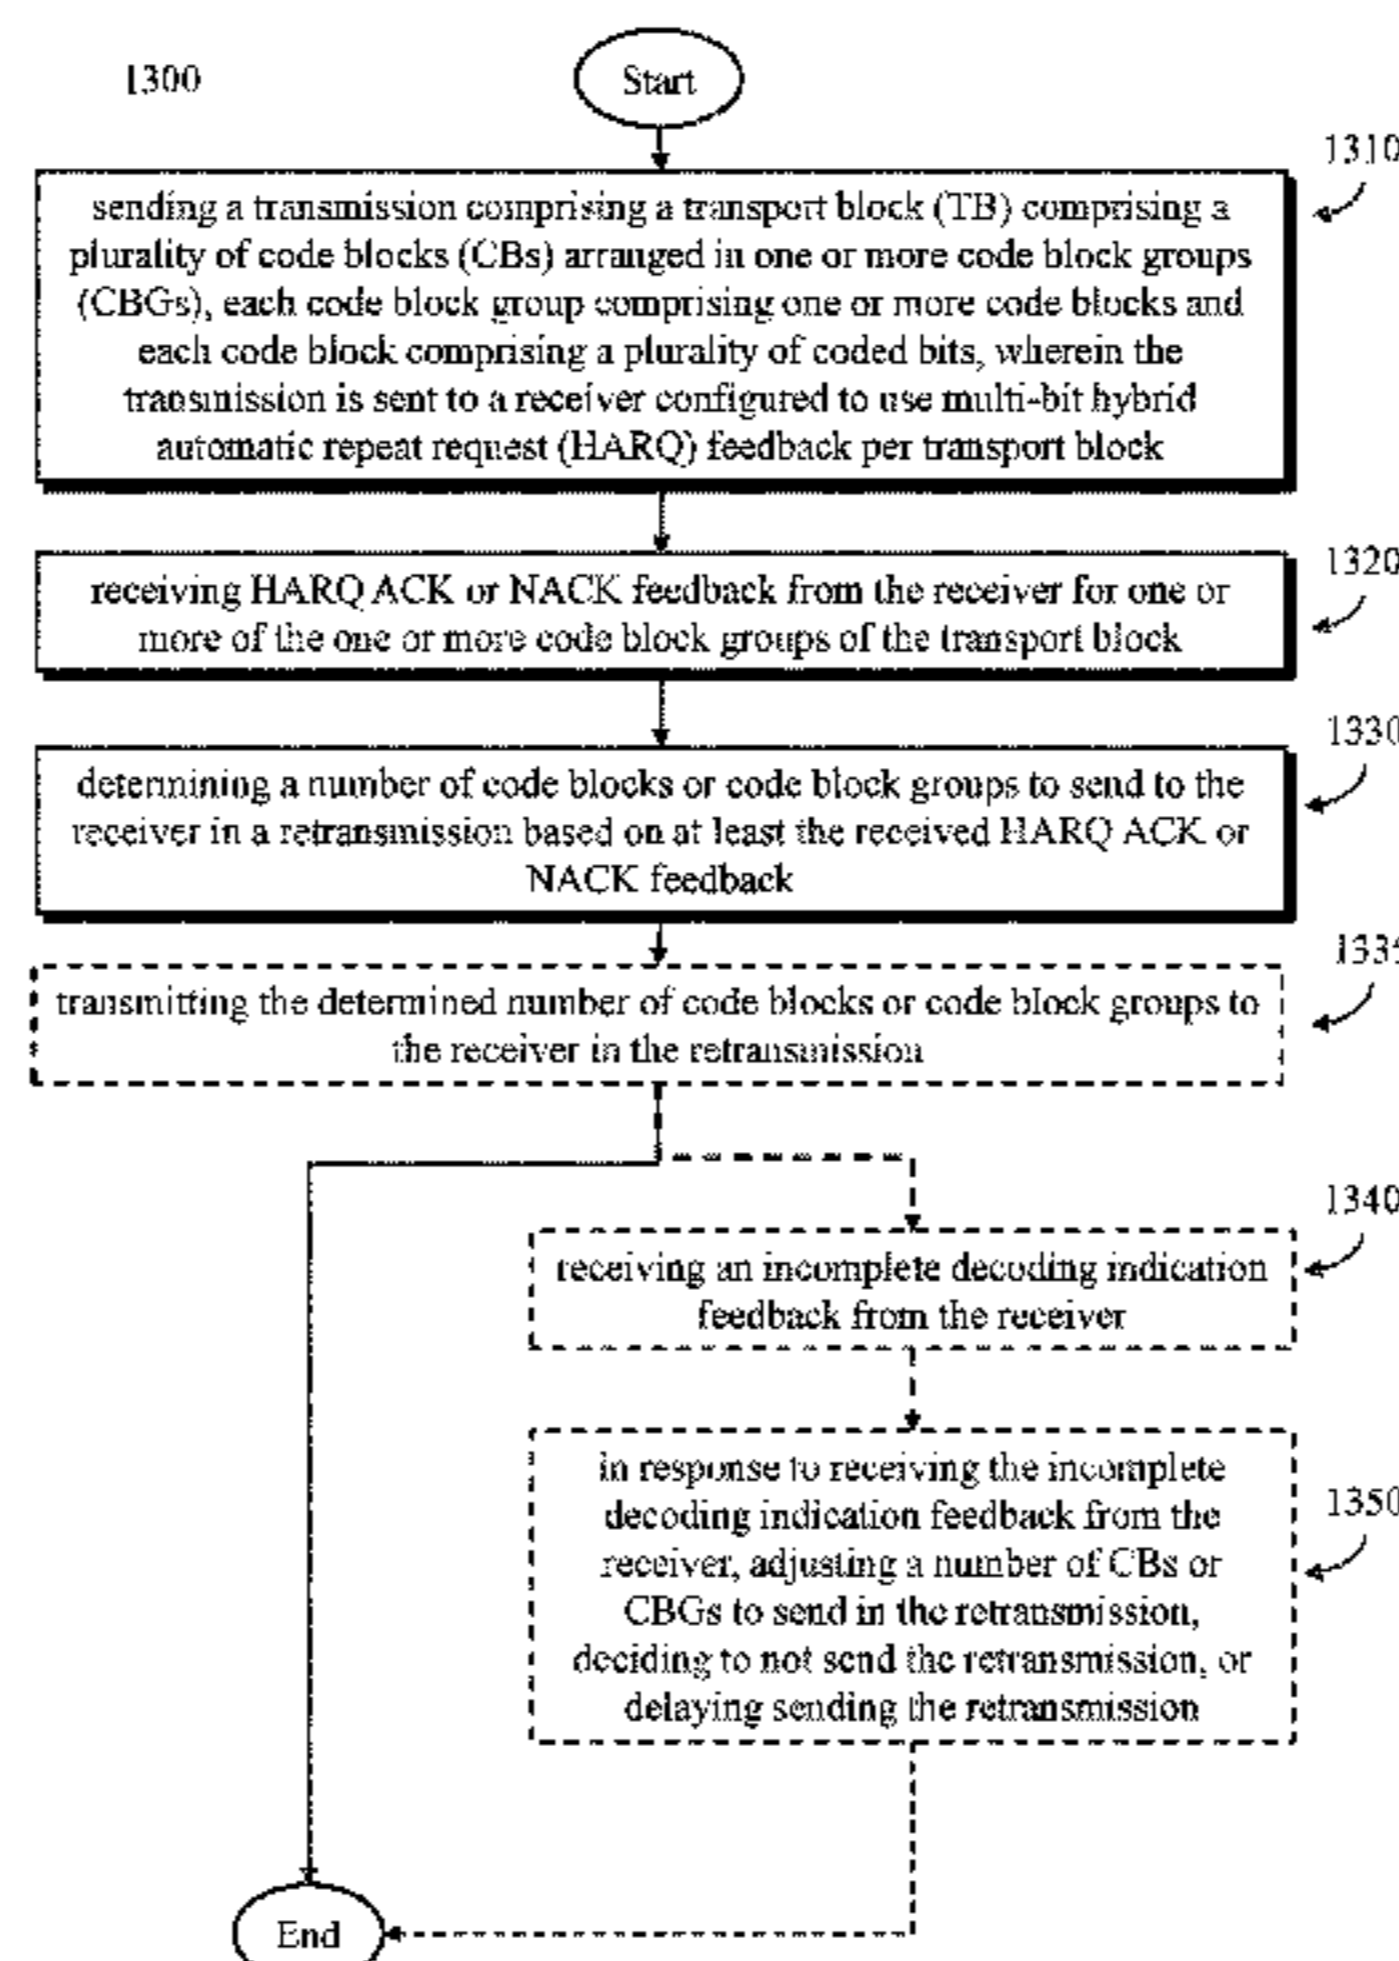 1300
Start
1310
sending a transmission comprising a transport block (TB) comprising a
plurality of code blocks (CBs) arranged in one or more code block groups
(CBGs), each code block group comprising one or more code blocks and
each code block comprising a plurality of coded bits, wherein the
transmission is sent to a receiver configured to use multi-bit hybrid
automatic repeat request (HARQ) feedback per transport block
1320
receiving HARQ ACK or NACK feedback from the receiver for one or
more of the one or more code block groups of the transport block
1330
determining a number of code blocks or code block groups to send to the
receiver in a retransmission based on at least the received HARQ ACK or
NACK feedback
1335
transmitting the determined number of code blocks or code block groups to
the receiver in the retransmission
1340
receiving an incomplete decoding indication
feedback from the receiver
1350
in response to receiving the incomplete
decoding indication feedback from the
receiver, adjusting a number of CBs or
CBGs to send in the retransmission,
deciding to not send the retransmission, or
delaying sending the retransmission
End